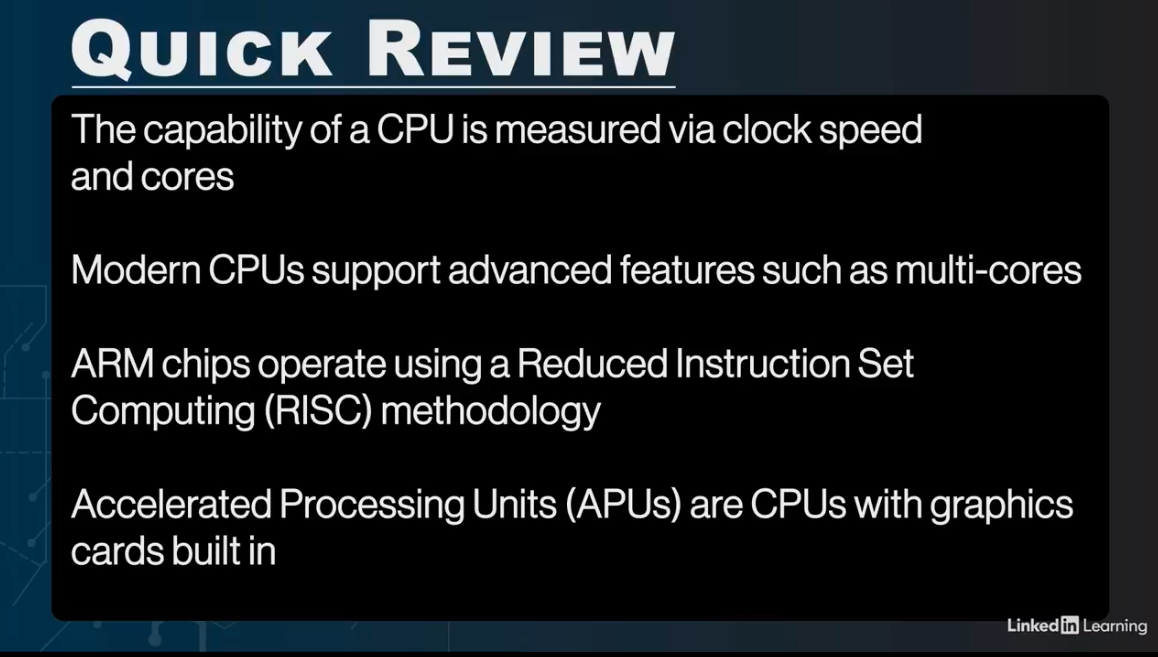 QUICK REVIEW
The capability of a CPU is measured via clock speed
and cores
Modern CPUs support advanced features such as multi-cores
ARM chips operate using a Reduced Instruction Set
Computing (RISC) methodology
Accelerated Processing Units (APUs) are CPUs with graphics
cards built in
Linked in Learning